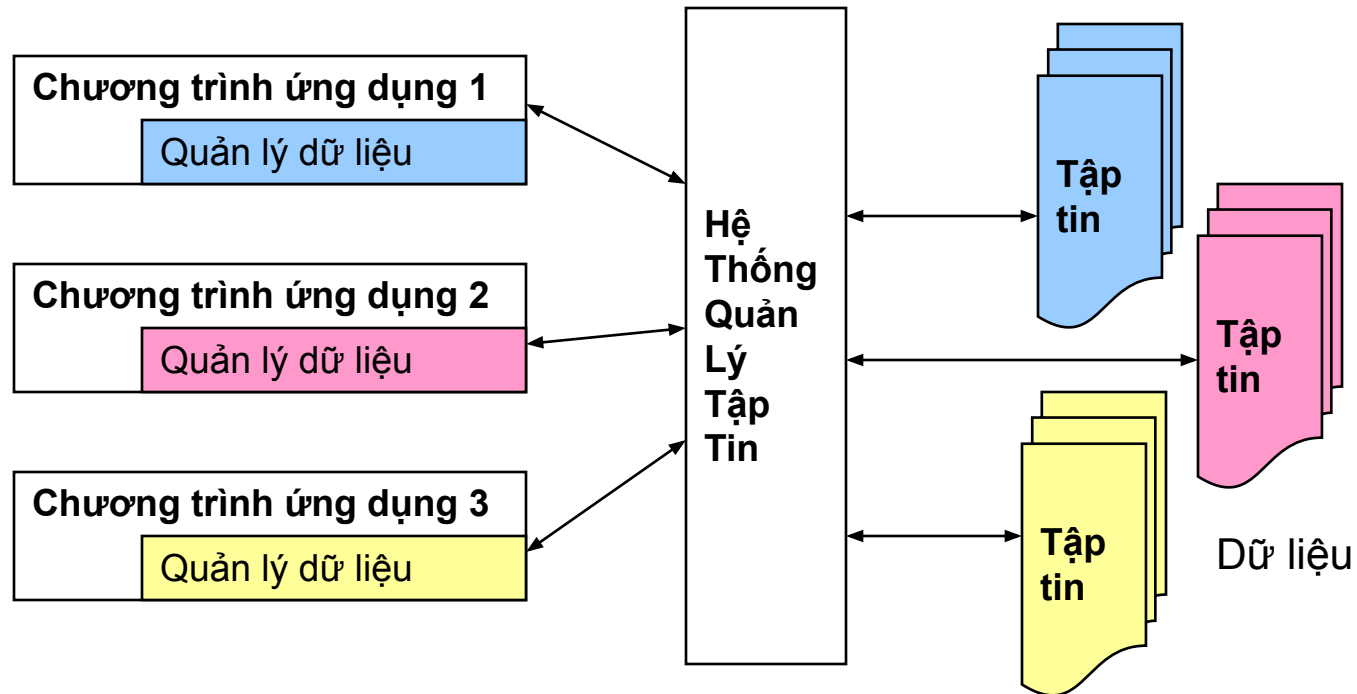 Chương trình ứng dụng 1
Quản lý dữ liệu
Chương trình ứng dụng 2
Quản lý dữ liệu
Chương trình ứng dụng 3
Quản lý dữ liệu
Hệ
Thống
Quản
Lý
Tập
Tin
Tập
tin
Tập
tin
Tập
tin
Dữ liệu